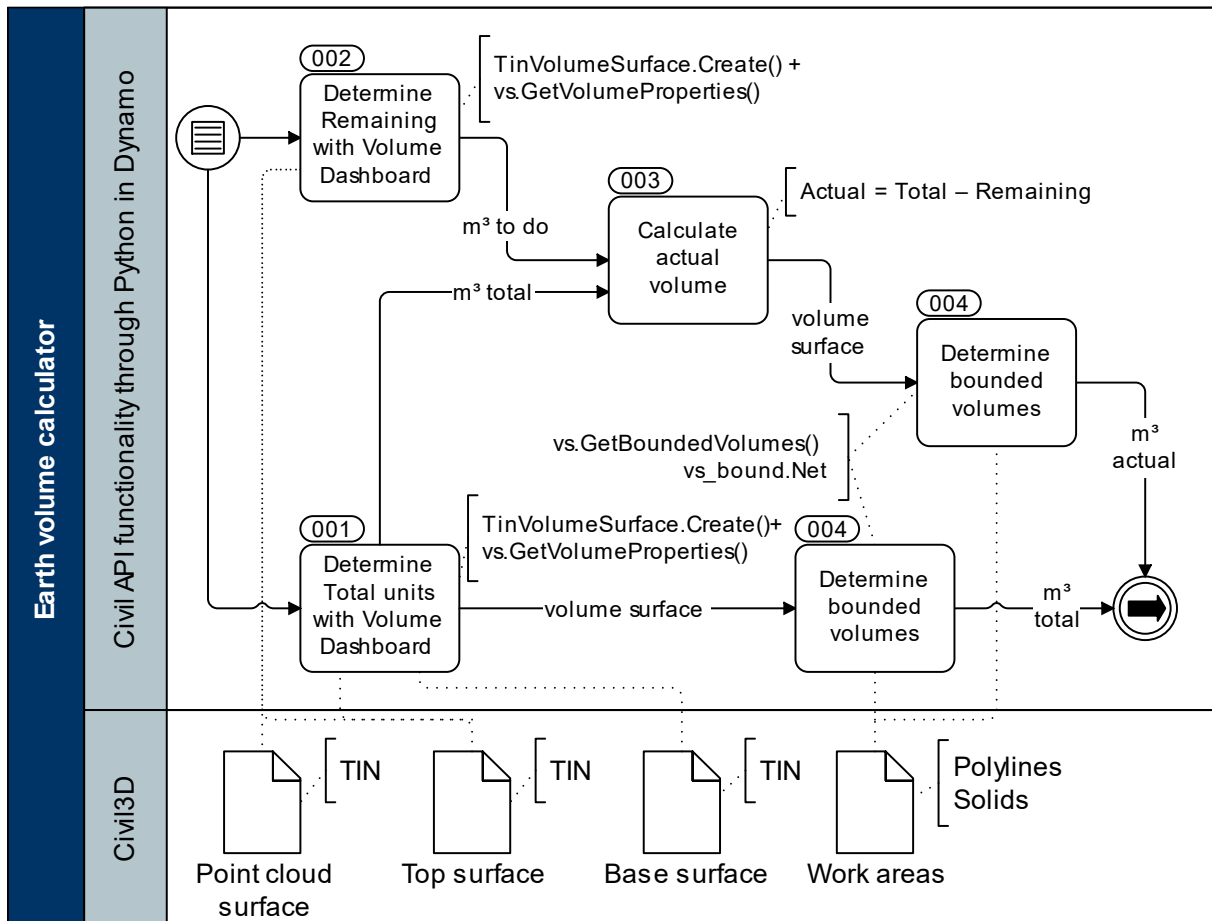 Earth volume calculator
Civil API functionality through Python in Dynamo
002
Determine
Remaining
with Volume
Dashboard
TinVolumeSurface.Create() +
vs.GetVolumeProperties()
m³ to do
m³ total
003
Calculate
actual
volume
Actual = Total – Remaining
volume
surface
004
Determine
bounded
volumes
m³
actual
vs.GetBoundedVolumes()
vs_bound.Net
001
Determine
Total units
with Volume
Dashboard
TinVolumeSurface.Create()+
vs.GetVolumeProperties()
volume surface
004
Determine
bounded
volumes
m³
total
Civil3D
TIN
Point cloud
surface
TIN
Top surface
TIN
Base surface
Polylines
Solids
Work areas